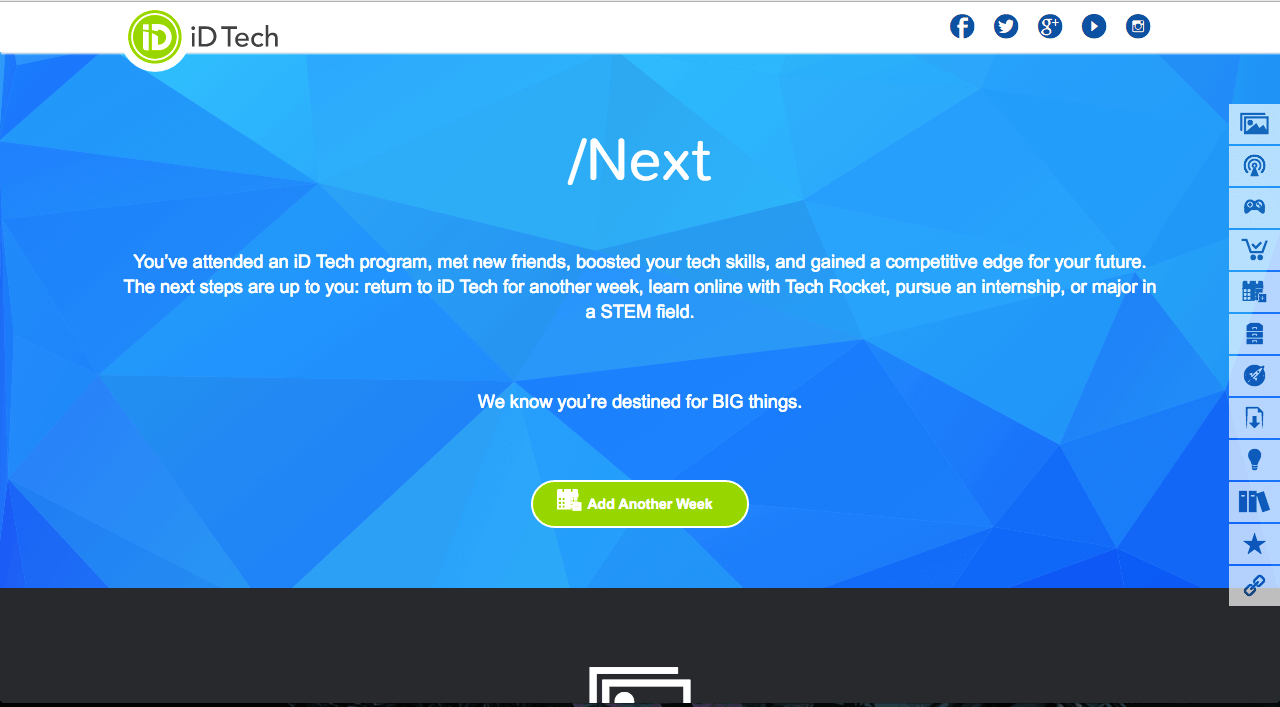 iD iD Tech
/Next
You’ve attended an iD Tech program, met new friends, boosted your tech skills, and gained a competitive edge for your future.
The next steps are up to you: return to iD Tech for another week, learn online with Tech Rocket, pursue an internship, or major in
a STEM field.
We know you’re destined for BIG things.
Add Another Week